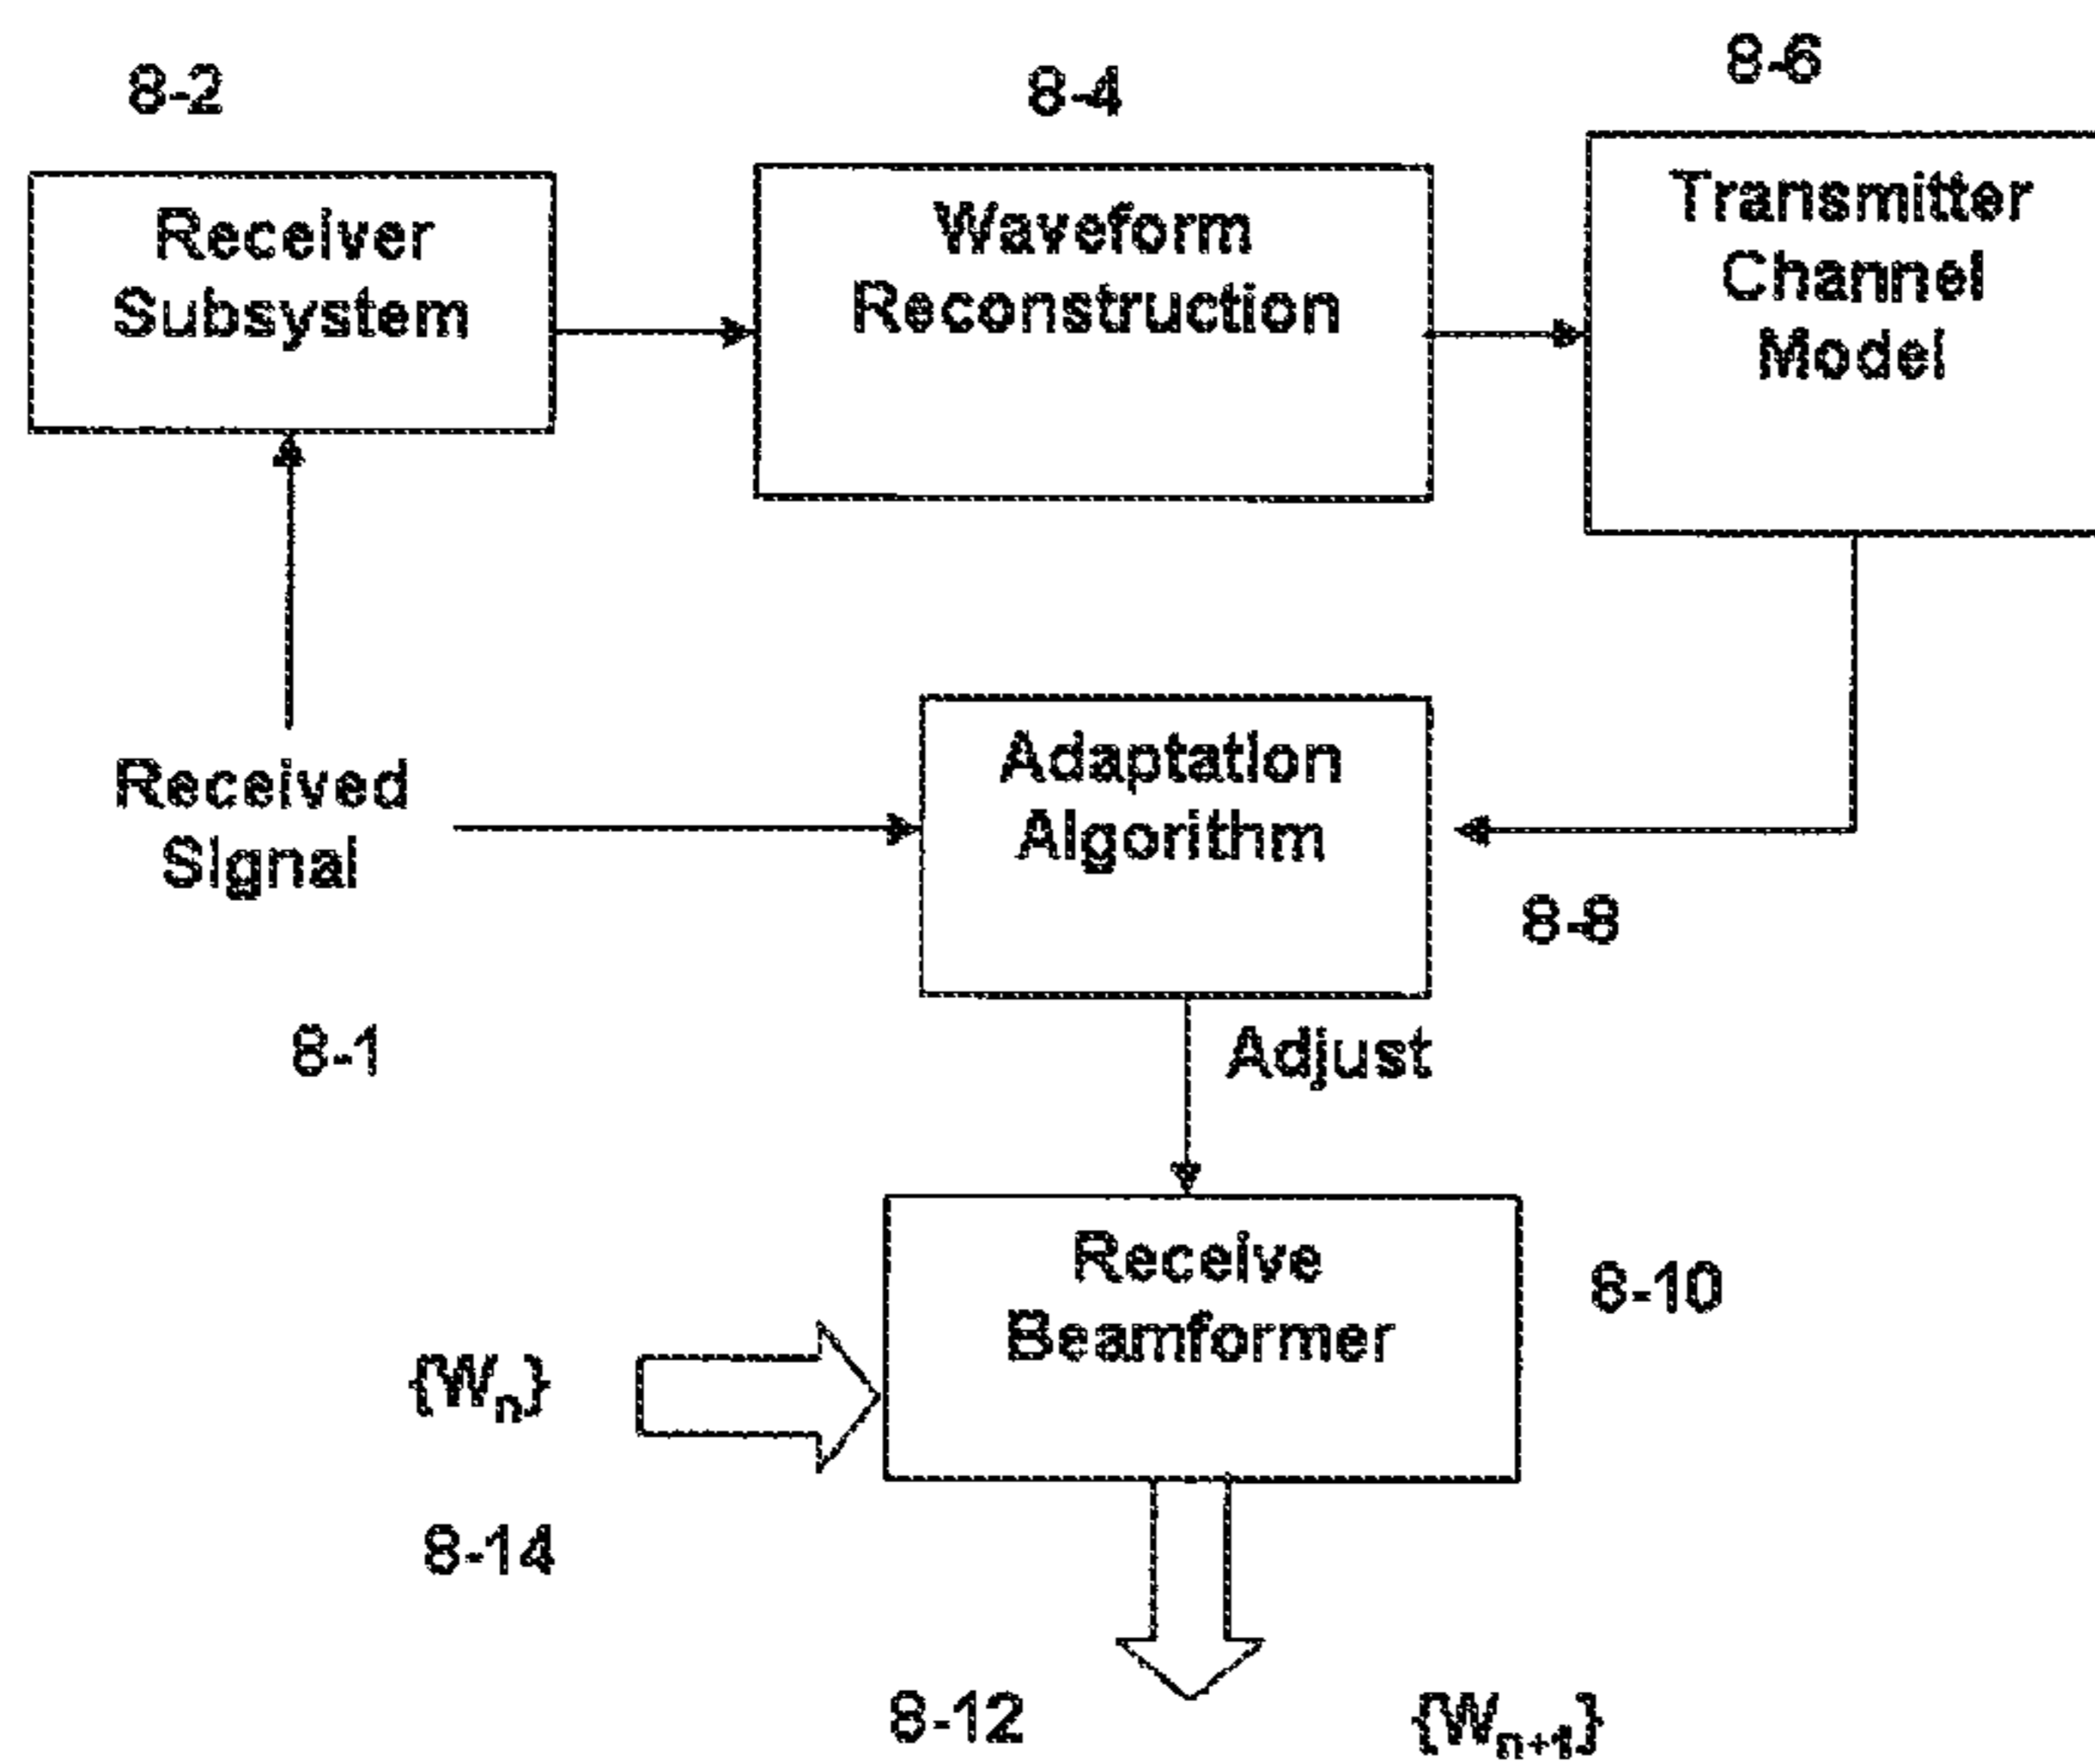 8-2
8-4
8-6
Receiver
Subsystem
Waveform
Reconstruction
Transmitter
Channel
Model
Received
Signal
8-1
Adaptation
Algorithm
8-8
Adjust
Receive
Beamformer
8-10
{Wn}
8-14
8-12
{Wn+1}